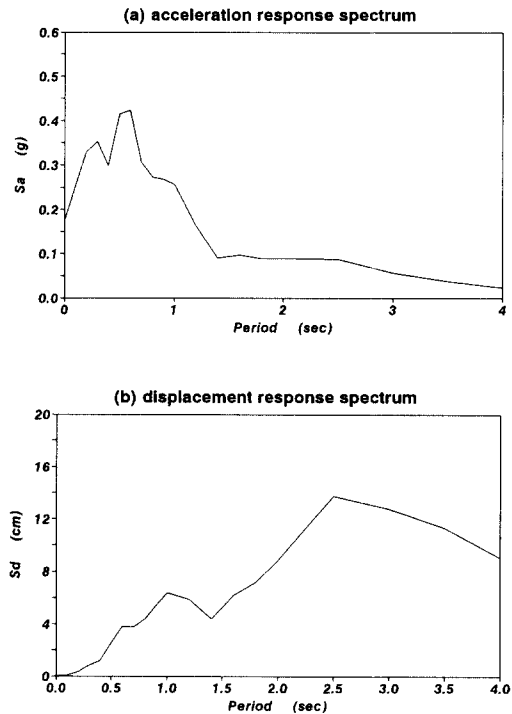 (a) acceleration response spectrum
0.6
0.5
0.4
0.3
0.2
0.1
0.0
Sa (g)
0 1 2 3 4
Period (sec)
(b) displacement response spectrum
20
16
12
8
4
0
Sd (cm)
0.0 0.5 1.0 1.5 2.0 2.5 3.0 3.5 4.0
Period (sec)